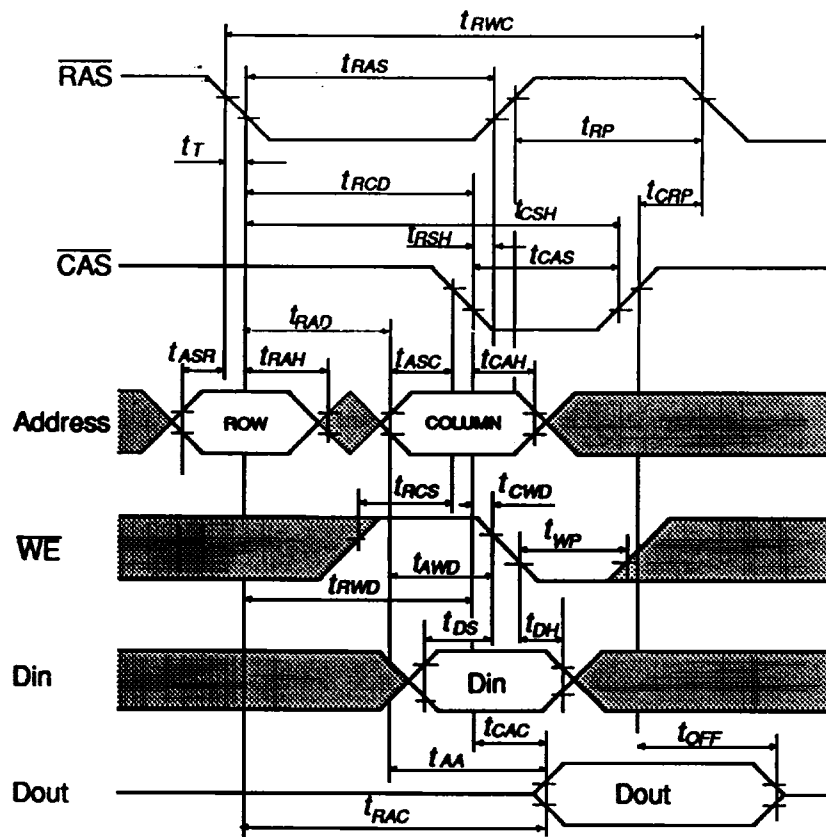 tRWC
RAS
tRAS
tRP
tT
tRCD
tCRP
tCSH
tRSH
tCAS
CAS
tRAD
tASR
tRAH
tASC
tCAH
Address
ROW
COLUMN
tRCS
tCWD
WE
tWP
tAWD
tRWD
tDS
tDH
Din
Din
tCAC
tOFF
tAA
Dout
Dout
tRAC